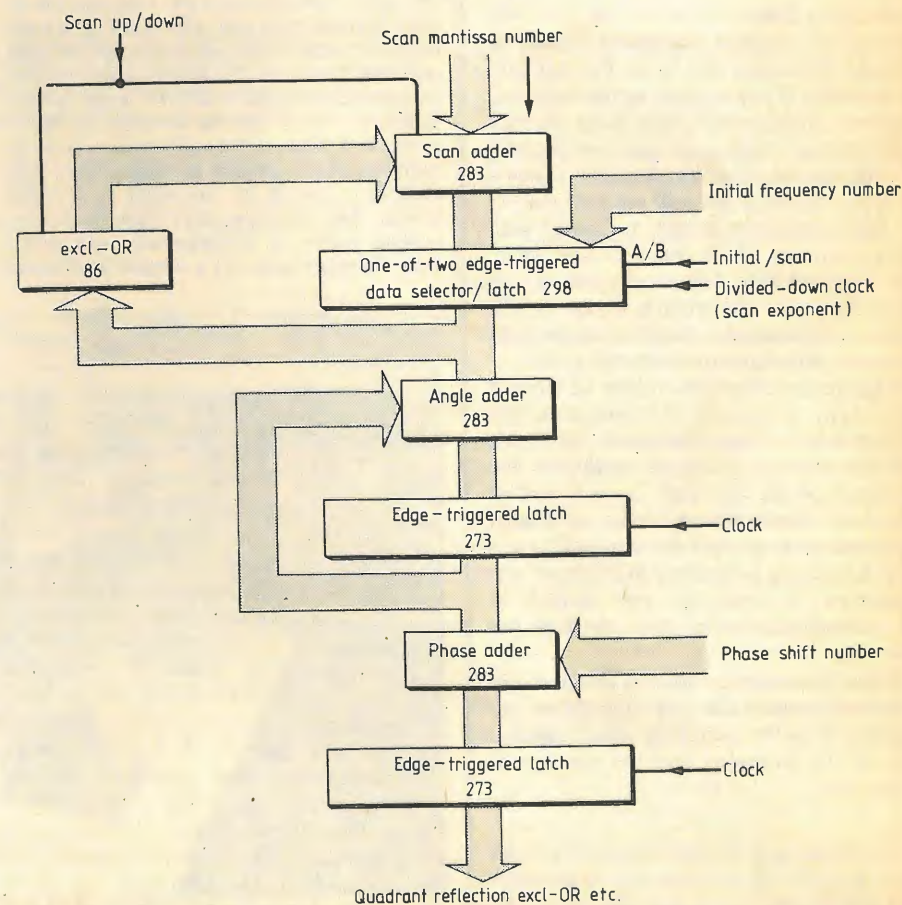 Scan up/down
Scan mantissa number
Scan adder
283
Initial frequency number
excl-OR
86
One-of-two edge-triggered
data selector/latch 298
A/B
Initial/scan
Divided-down clock
(scan exponent)
Angle adder
283
Edge-triggered latch
273
Clock
Phase adder
283
Phase shift number
Edge-triggered latch
273
Clock
Quadrant reflection excl-OR etc.